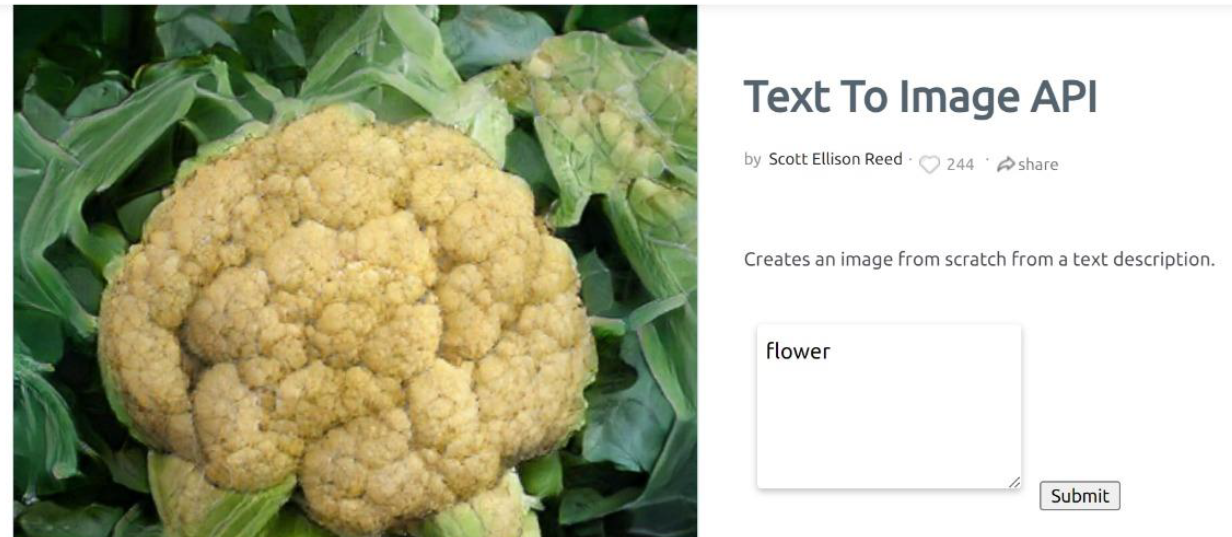 Text To Image API
by Scott Ellison Reed · 244 · share
Creates an image from scratch from a text description.
flower
Submit